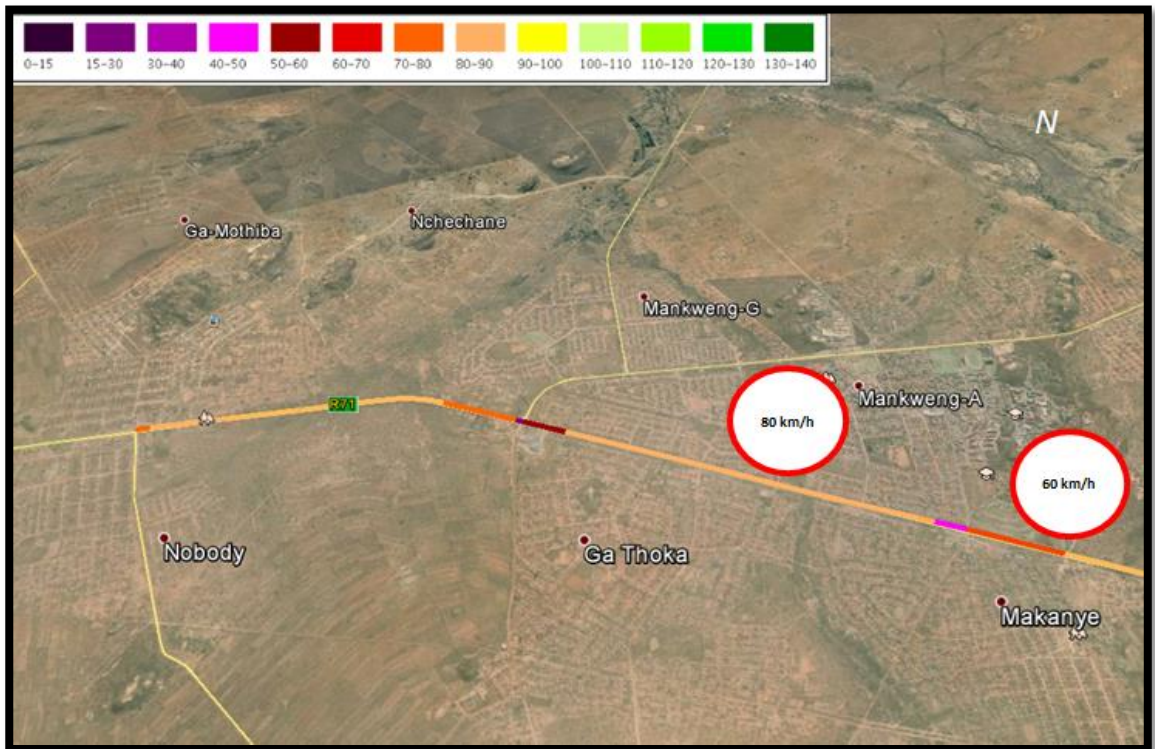 0-15 15-30 30-40 40-50 50-60 60-70 70-80 80-90 90-100 100-110 110-120 120-130 130-140
N
Ga-Mothiba
Nchechane
Mankweng-G
Mankweng-A
R71
80 km/h
60 km/h
Nobody
Ga Thoka
Makanye